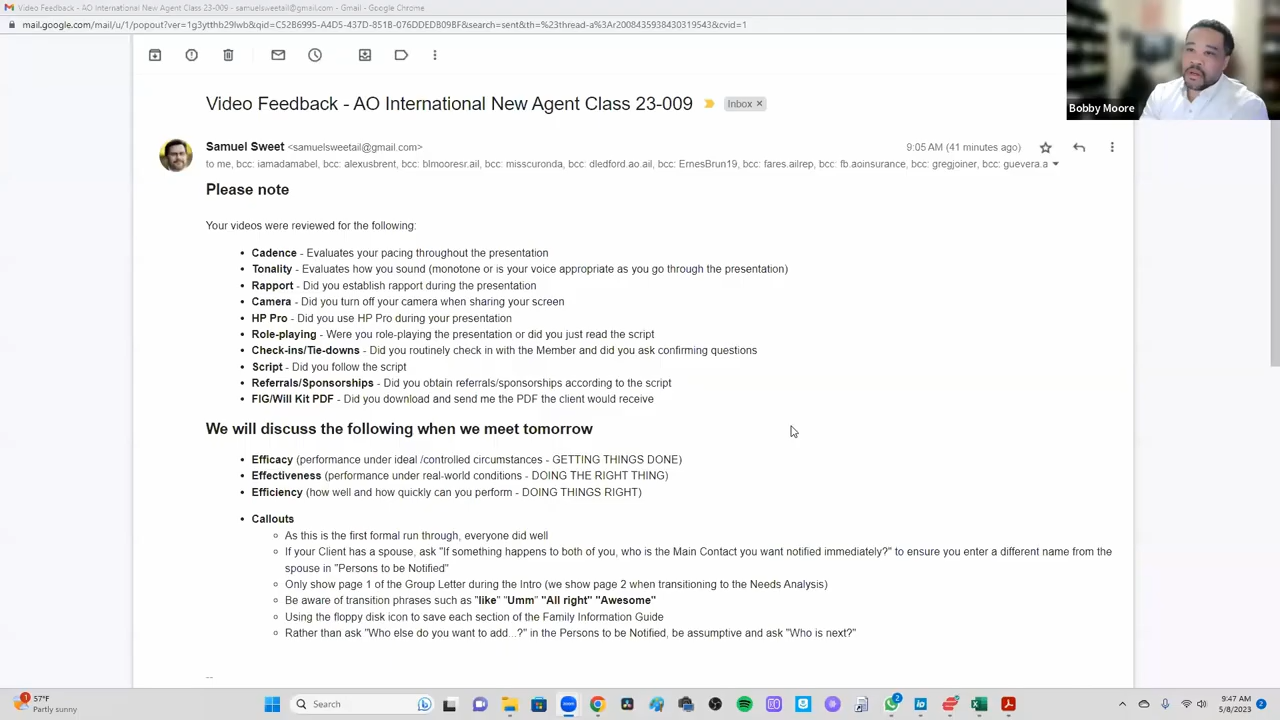 Video Feedback - AO International New Agent Class 23-009 - samuelsweetail@gmail.com - Gmail - Google Chrome
mail.google.com/mail/u/1/popout?ver=1g3ytthb29lwb&qid=C52B6995-A4D5-437D-851B-076DDEDB09BF&search=sent&th=%23thread-a%3Ar2008435938430319543&cvid=1
Video Feedback - AO International New Agent Class 23-009 Inbox ×
Samuel Sweet <samuelsweetail@gmail.com> 9:05 AM (41 minutes ago)
to me, bcc: iamadamabel, bcc: alexusbrent, bcc: blmooresr.ail, bcc: misscuronda, bcc: dledford.ao.ail, bcc: ErnesBrun19, bcc: fares.ailrep, bcc: fb.aoinsurance, bcc: gregjoiner, bcc: guevera.a
Bobby Moore
Please note
Your videos were reviewed for the following:
• Cadence - Evaluates your pacing throughout the presentation
• Tonality - Evaluates how you sound (monotone or is your voice appropriate as you go through the presentation)
• Rapport - Did you establish rapport during the presentation
• Camera - Did you turn off your camera when sharing your screen
• HP Pro - Did you use HP Pro during your presentation
• Role-playing - Were you role-playing the presentation or did you just read the script
• Check-ins/Tie-downs - Did you routinely check in with the Member and did you ask confirming questions
• Script - Did you follow the script
• Referrals/Sponsorships - Did you obtain referrals/sponsorships according to the script
• FIG/Will Kit PDF - Did you download and send me the PDF the client would receive
We will discuss the following when we meet tomorrow
• Efficacy (performance under ideal /controlled circumstances - GETTING THINGS DONE)
• Effectiveness (performance under real-world conditions - DOING THE RIGHT THING)
• Efficiency (how well and how quickly can you perform - DOING THINGS RIGHT)
• Callouts
○ As this is the first formal run through, everyone did well
○ If your Client has a spouse, ask "If something happens to both of you, who is the Main Contact you want notified immediately?" to ensure you enter a different name from the
spouse in "Persons to be Notified"
○ Only show page 1 of the Group Letter during the Intro (we show page 2 when transitioning to the Needs Analysis)
○ Be aware of transition phrases such as "like" "Umm" "All right" "Awesome"
○ Using the floppy disk icon to save each section of the Family Information Guide
○ Rather than ask "Who else do you want to add...?" in the Persons to be Notified, be assumptive and ask "Who is next?"
--
1 57°F
Partly sunny
Search
2
9:47 AM
5/8/2023
2